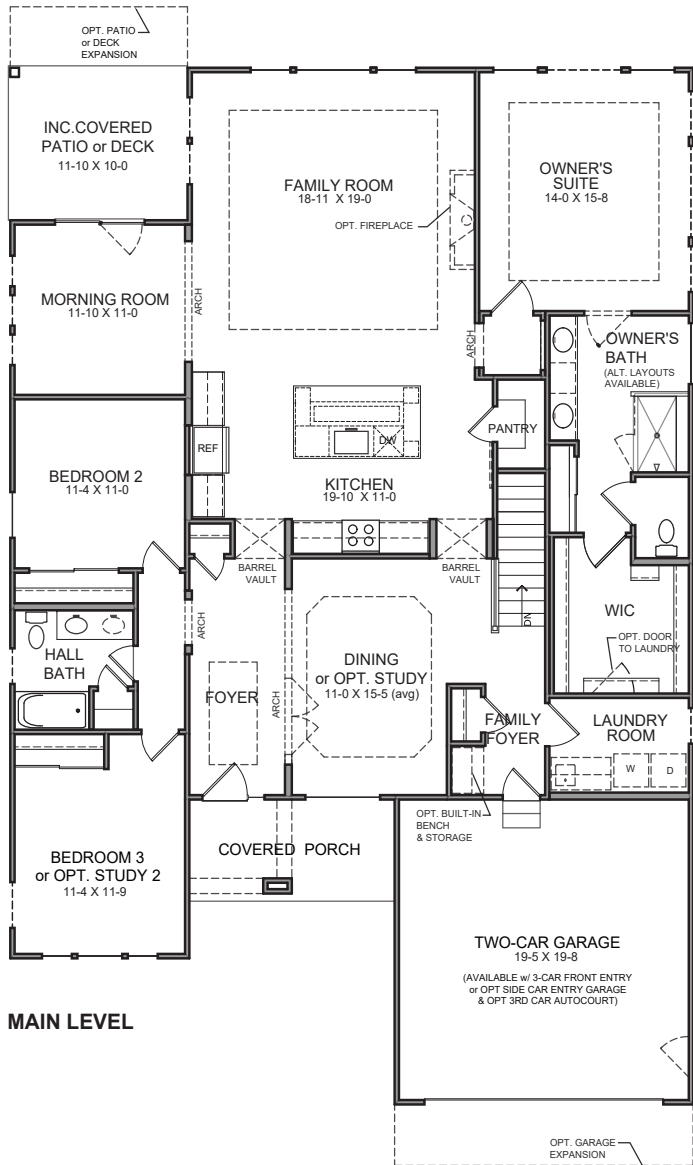 OPT. PATIO
or DECK
EXPANSION
INC.COVERED
PATIO or DECK
11-10 X 10-0
FAMILY ROOM
18-11 X 19-0
OPT. FIREPLACE
OWNER'S
SUITE
14-0 X 15-8
MORNING ROOM
11-10 X 11-0
ARCH
ARCH
OWNER'S
BATH
(ALT. LAYOUTS
AVAILABLE)
BEDROOM 2
11-4 X 11-0
REF
DW
PANTRY
KITCHEN
19-10 X 11-0
BARREL
VAULT
BARREL
VAULT
ARCH
HALL
BATH
FOYER
ARCH
DINING
or OPT. STUDY
11-0 X 15-5 (avg)
DN
WIC
OPT. DOOR
TO LAUNDRY
FAMILY
FOYER
LAUNDRY
ROOM
W
D
OPT. BUILT-IN
BENCH
& STORAGE
BEDROOM 3
or OPT. STUDY 2
11-4 X 11-9
COVERED PORCH
TWO-CAR GARAGE
19-5 X 19-8
(AVAILABLE w/ 3-CAR FRONT ENTRY
or OPT SIDE CAR ENTRY GARAGE
& OPT 3RD CAR AUTOCOURT)
MAIN LEVEL
OPT. GARAGE
EXPANSION